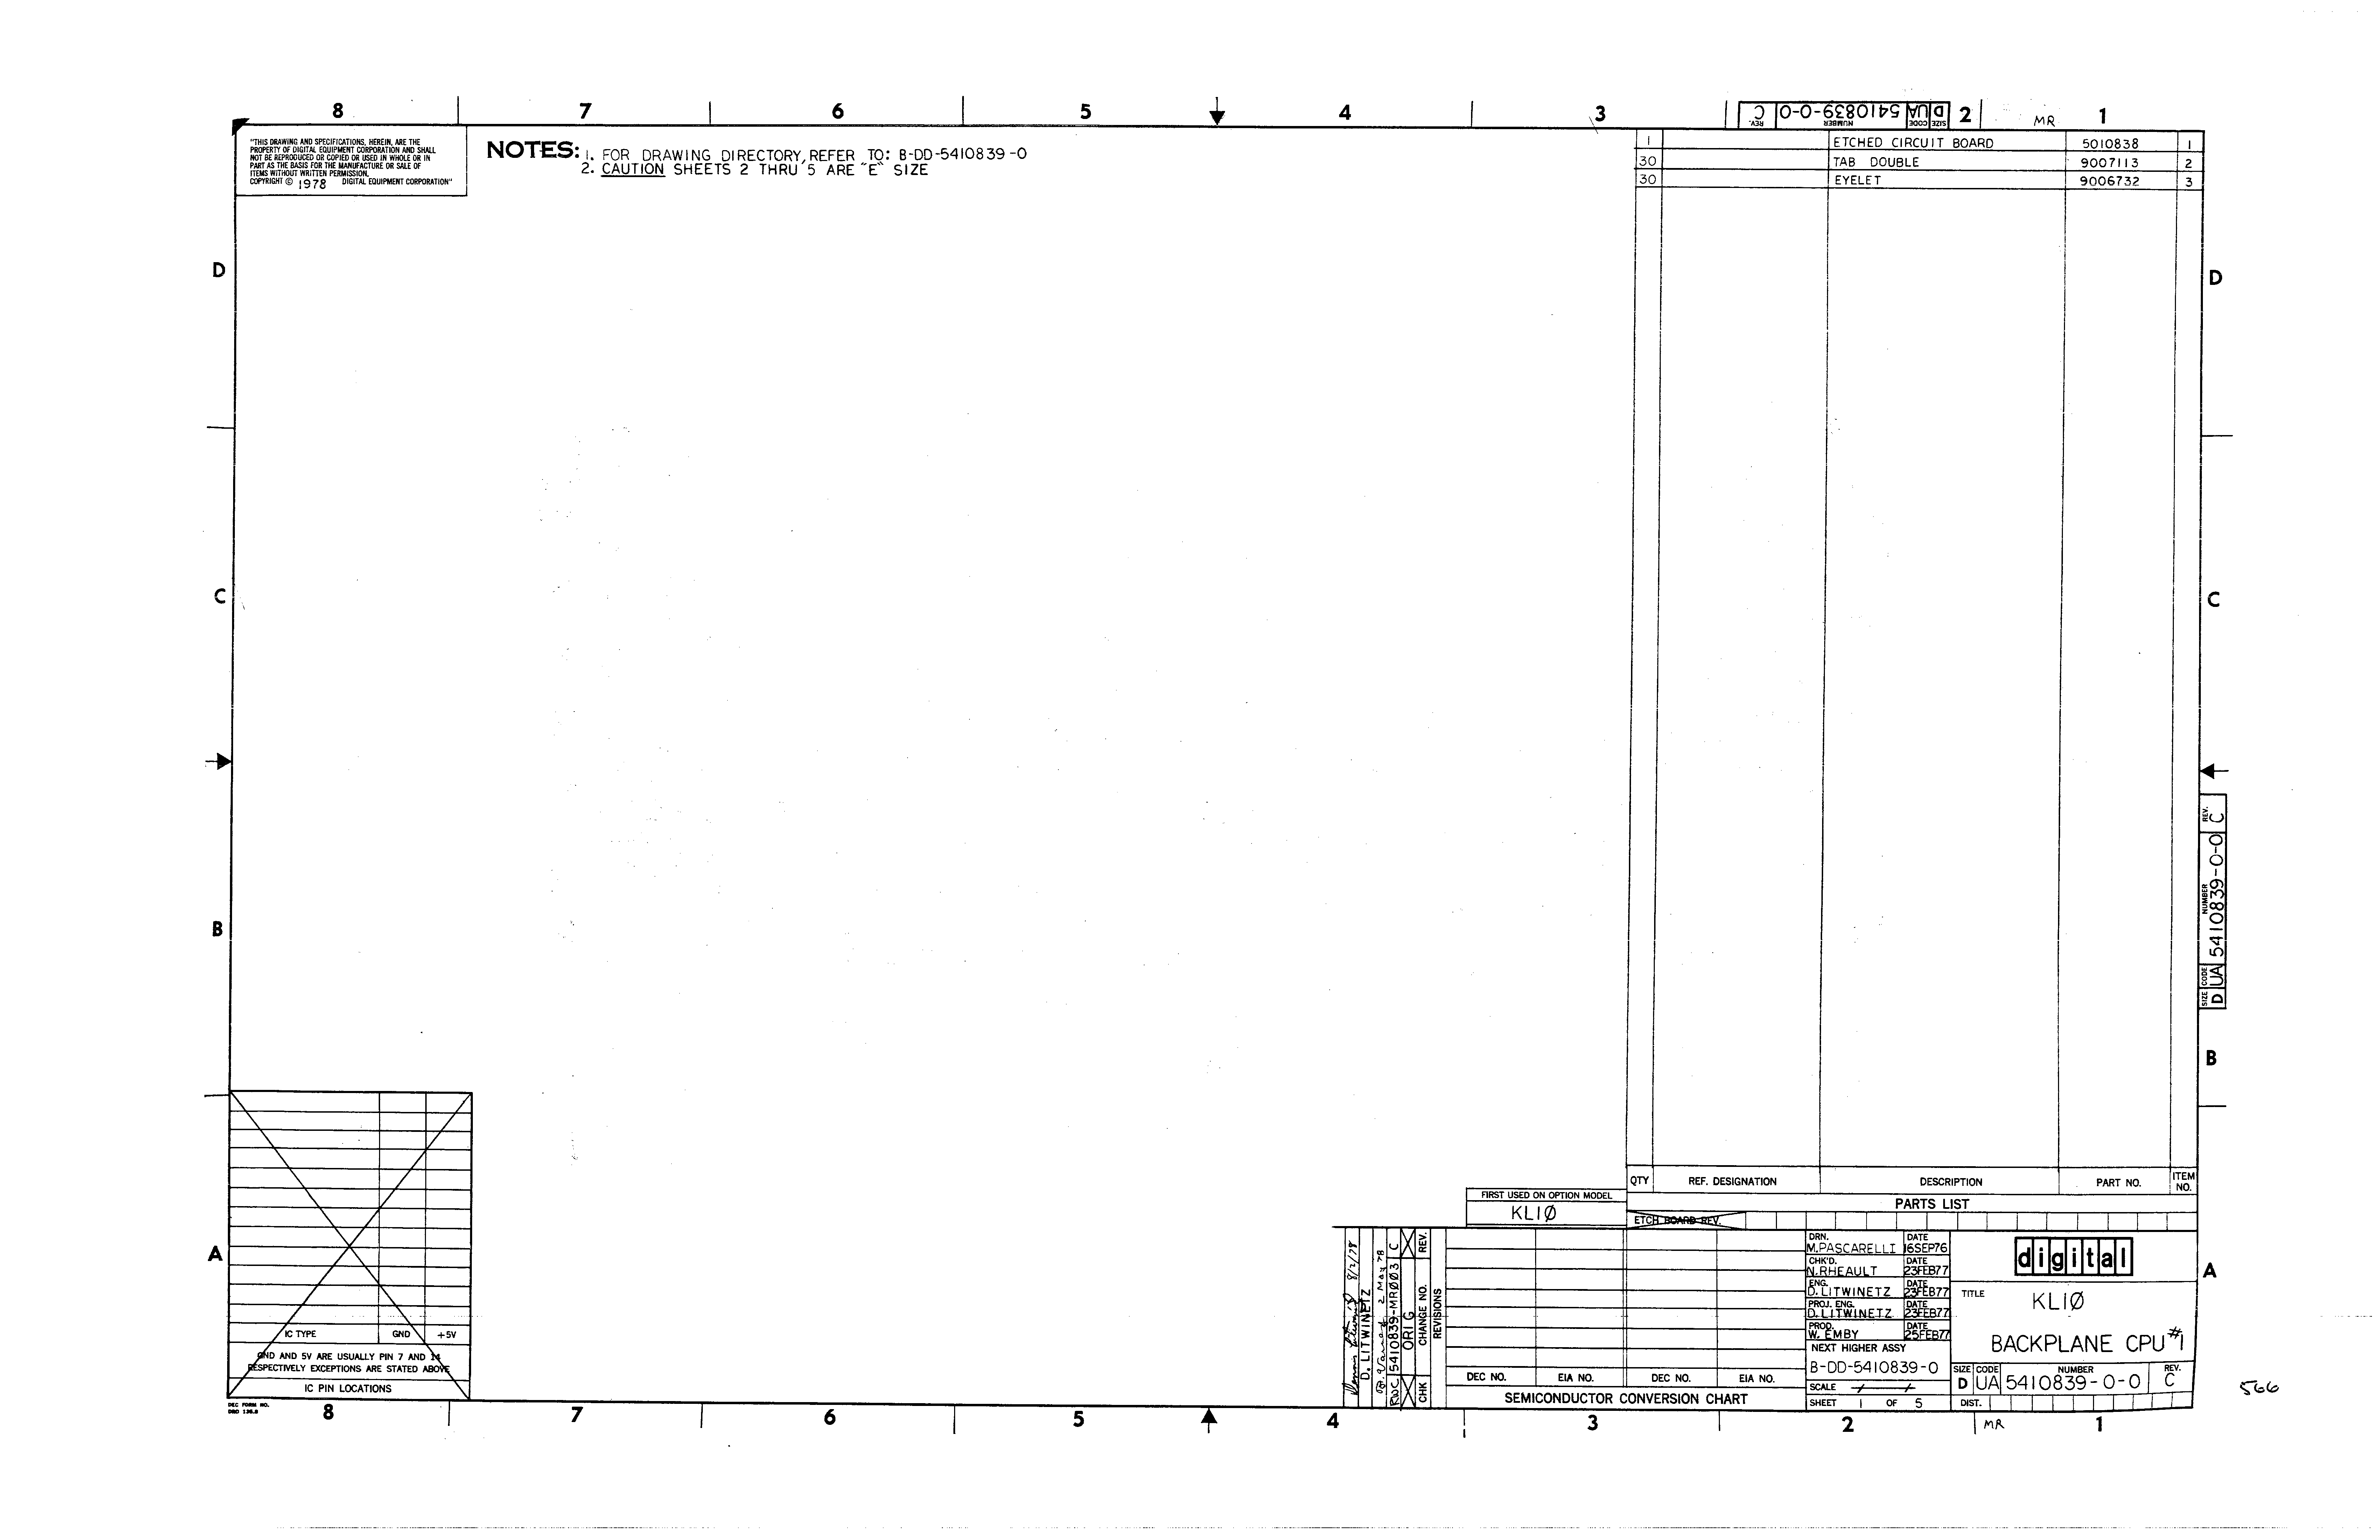 8 7 6 5 4 3 2 1
MR
SIZE CODE NUMBER REV.
D UA 5410839-0-0 C
"THIS DRAWING AND SPECIFICATIONS, HEREIN, ARE THE
PROPERTY OF DIGITAL EQUIPMENT CORPORATION AND SHALL
NOT BE REPRODUCED OR COPIED OR USED IN WHOLE OR IN
PART AS THE BASIS FOR THE MANUFACTURE OR SALE OF
ITEMS WITHOUT WRITTEN PERMISSION.
COPYRIGHT © 1978 DIGITAL EQUIPMENT CORPORATION"
NOTES: 1. FOR DRAWING DIRECTORY, REFER TO: B-DD-5410839-0
2. CAUTION SHEETS 2 THRU 5 ARE "E" SIZE
1 ETCHED CIRCUIT BOARD 5010838 1
30 TAB DOUBLE 9007113 2
30 EYELET 9006732 3
D D
C C
SIZE CODE NUMBER REV.
D UA 5410839-0-0 C
B B
QTY REF. DESIGNATION DESCRIPTION PART NO. ITEM NO.
PARTS LIST
ETCH BOARD REV.
FIRST USED ON OPTION MODEL
KL1Ø
A A
IC TYPE GND +5V
GND AND 5V ARE USUALLY PIN 7 AND 14
RESPECTIVELY EXCEPTIONS ARE STATED ABOVE
IC PIN LOCATIONS
DEC FORM NO.
8/2/78
D. LITWINETZ
2 May 78
RWC 5410839-MRØØ3 C
ORIG
CHK CHANGE NO. REV.
REVISIONS
DEC NO. EIA NO. DEC NO. EIA NO.
SEMICONDUCTOR CONVERSION CHART
DRN. DATE
M.PASCARELLI 16SEP76
CHK'D. DATE
N.RHEAULT 23FEB77
ENG. DATE
D. LITWINETZ 23FEB77
PROJ. ENG. DATE
D. LITWINETZ 23FEB77
PROD. DATE
W. EMBY 25FEB77
NEXT HIGHER ASSY
B-DD-5410839-0
SCALE
SHEET 1 OF 5
digital
TITLE KL1Ø
BACKPLANE CPU #1
SIZE CODE NUMBER REV.
D UA 5410839-0-0 C
DIST.
566
8 7 6 5 4 3 2 1
MR